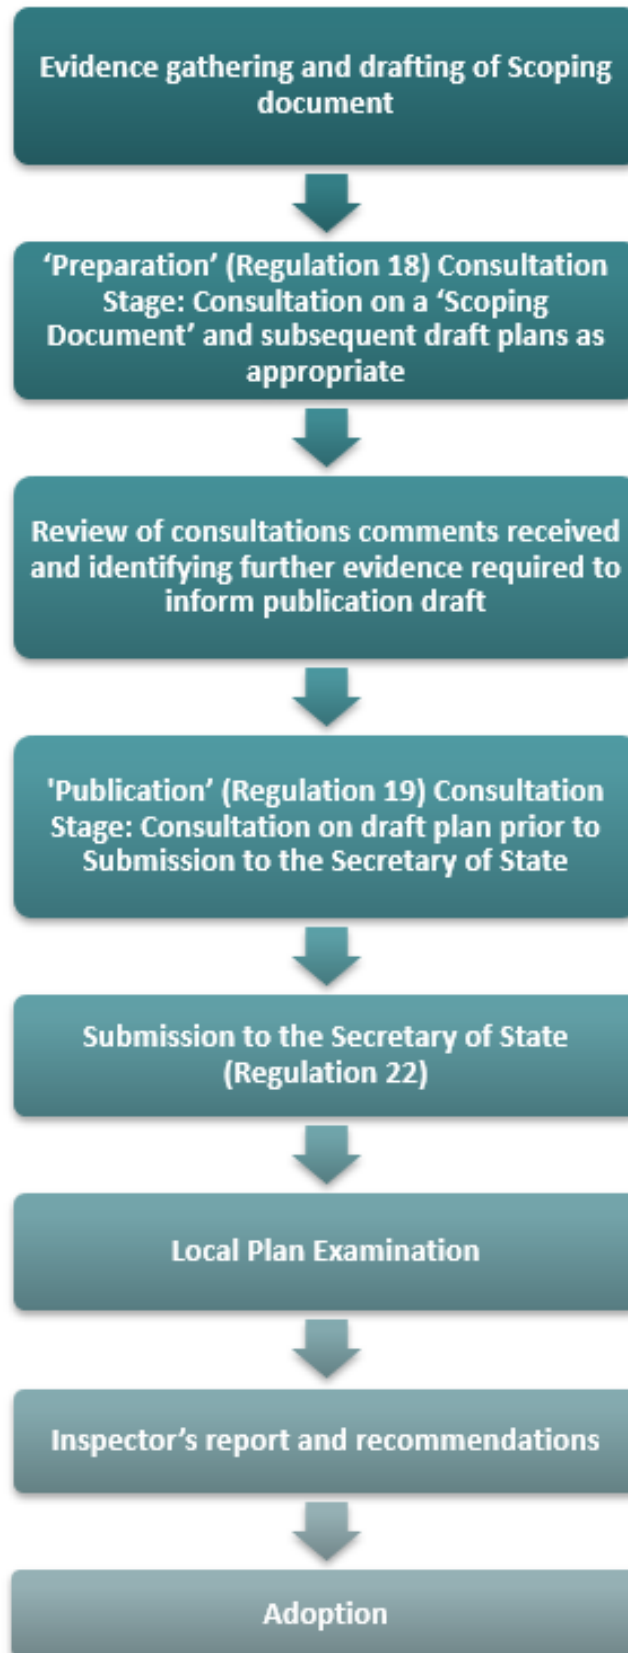 Evidence gathering and drafting of Scoping
document
‘Preparation’ (Regulation 18) Consultation
Stage: Consultation on a ‘Scoping
Document’ and subsequent draft plans as
appropriate
Review of consultations comments received
and identifying further evidence required to
inform publication draft
'Publication’ (Regulation 19) Consultation
Stage: Consultation on draft plan prior to
Submission to the Secretary of State
Submission to the Secretary of State
(Regulation 22)
Local Plan Examination
Inspector’s report and recommendations
Adoption